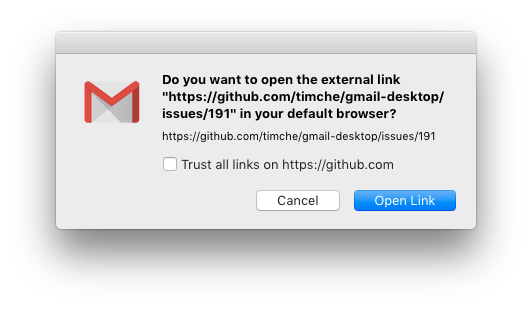 Do you want to open the external link
"https://github.com/timche/gmail-desktop/
issues/191" in your default browser?
https://github.com/timche/gmail-desktop/issues/191
Trust all links on https://github.com
Cancel
Open Link